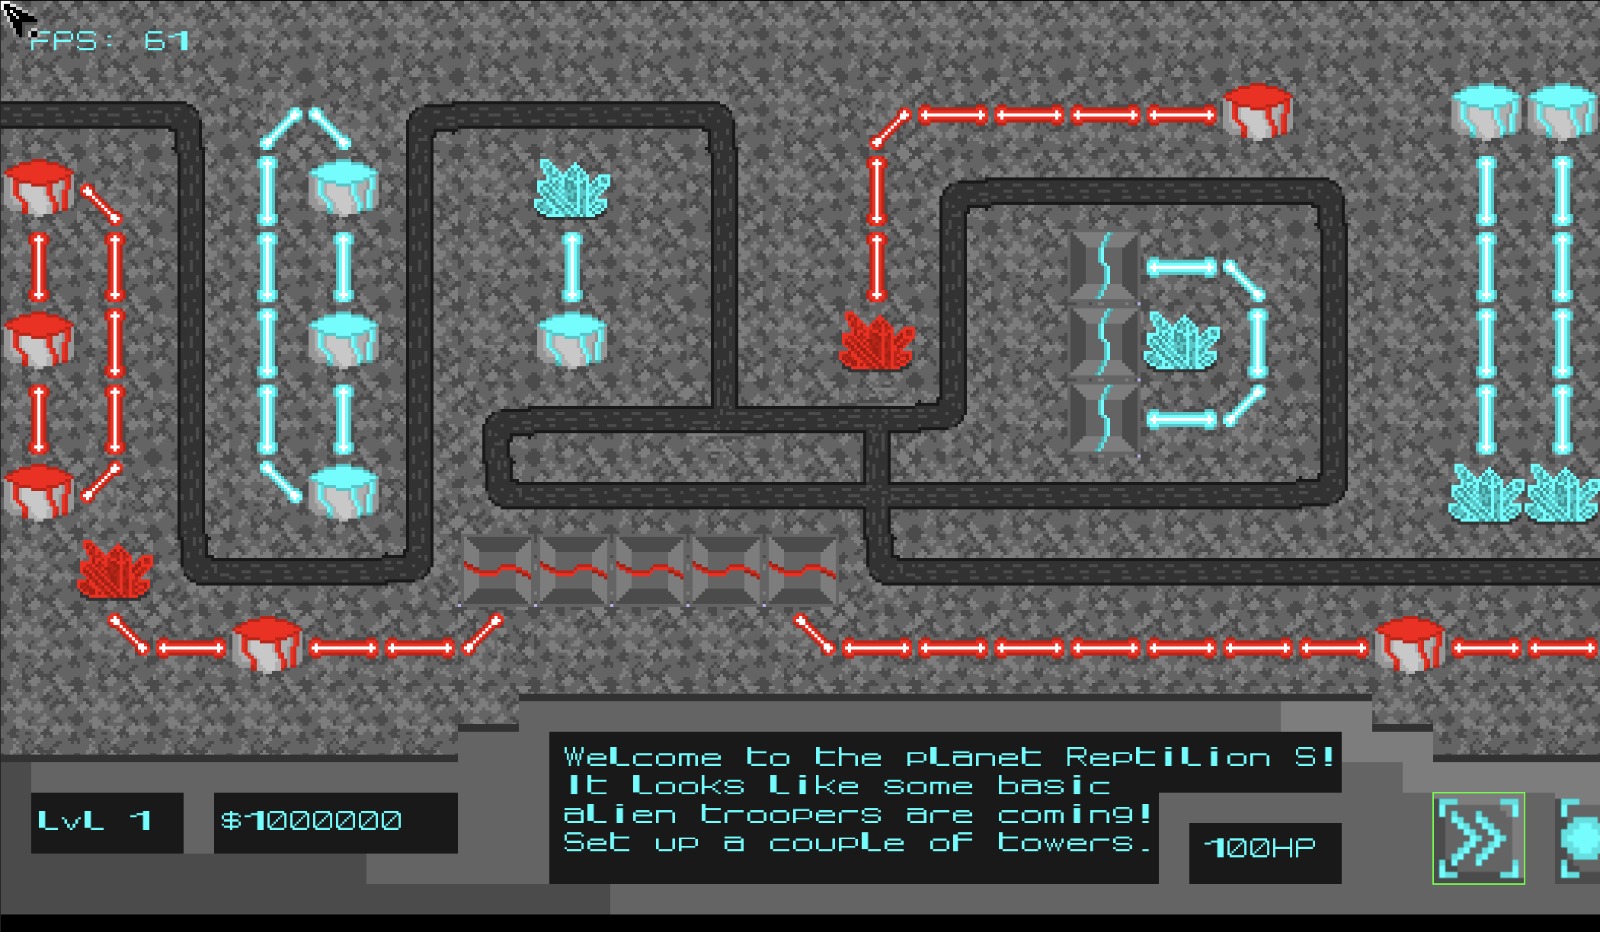 FPS: 61
Welcome to the planet Reptilion S!
It looks like some basic
alien troopers are coming!
Set up a couple of towers.
Lvl 1
$1000000
100HP